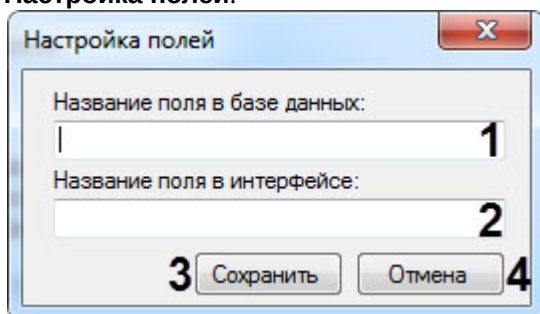 Настройка полей.
Настройка полей
Название поля в базе данных:
1
Название поля в интерфейсе:
2
3 Сохранить Отмена 4